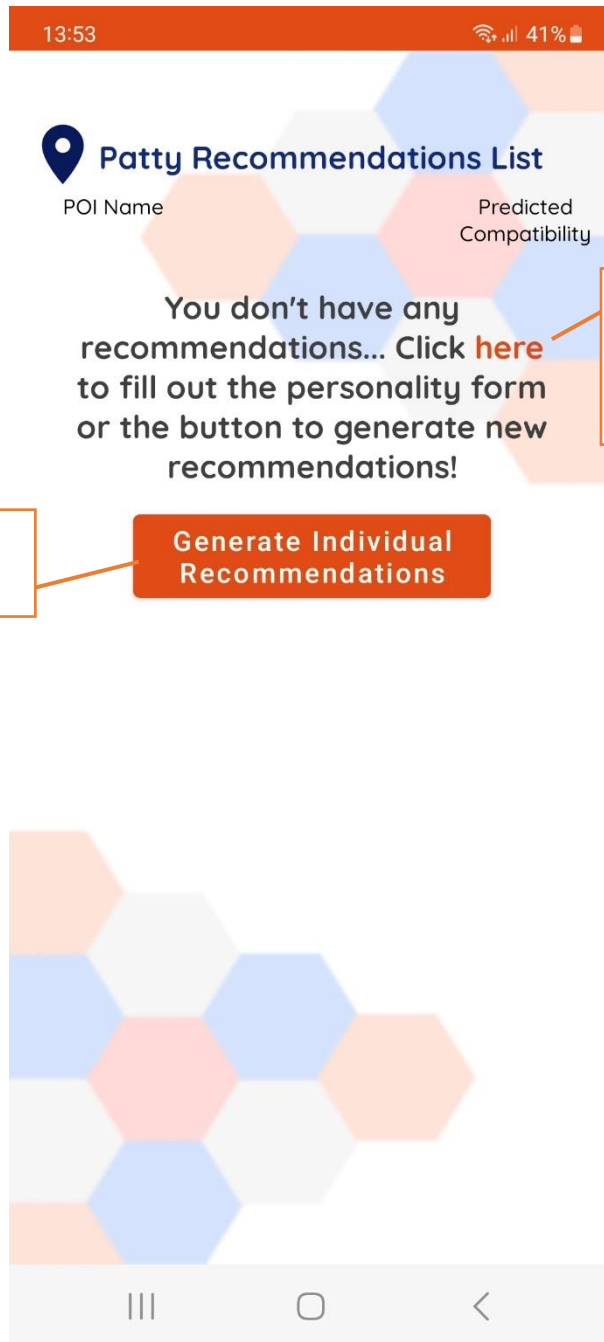 13:53 41%
Patty Recommendations List
POI Name Predicted
Compatibility
You don't have any
recommendations... Click here
to fill out the personality form
or the button to generate new
recommendations!
Generate Individual
Recommendations